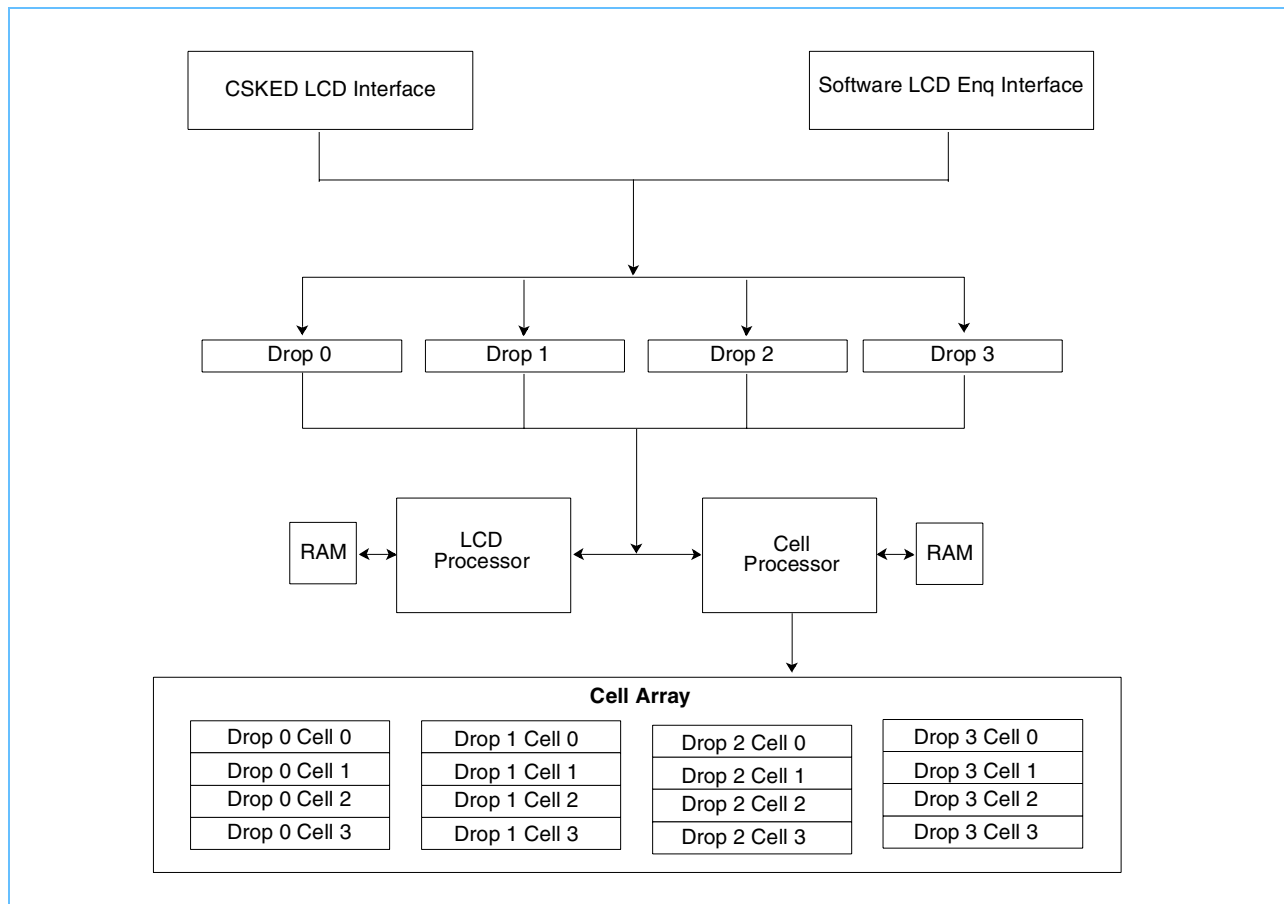 CSKED LCD Interface
Software LCD Enq Interface
Drop 0
Drop 1
Drop 2
Drop 3
RAM
LCD
Processor
Cell
Processor
RAM
Cell Array
Drop 0 Cell 0
Drop 0 Cell 1
Drop 0 Cell 2
Drop 0 Cell 3
Drop 1 Cell 0
Drop 1 Cell 1
Drop 1 Cell 2
Drop 1 Cell 3
Drop 2 Cell 0
Drop 2 Cell 1
Drop 2 Cell 2
Drop 2 Cell 3
Drop 3 Cell 0
Drop 3 Cell 1
Drop 3 Cell 2
Drop 3 Cell 3